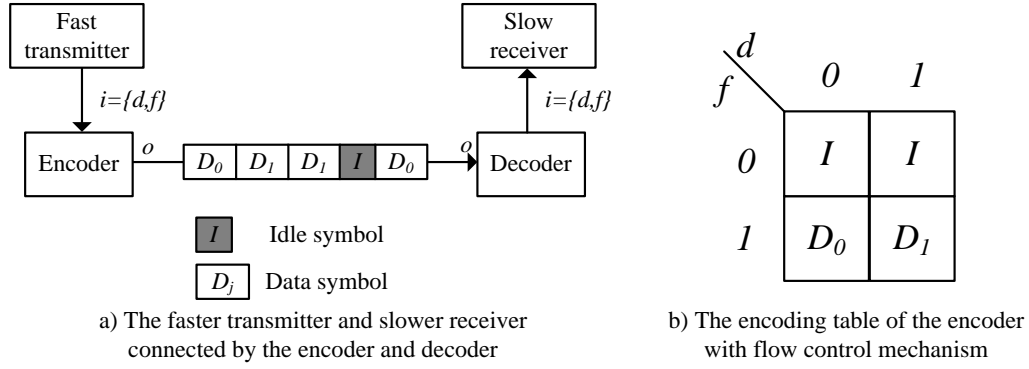 Fast
transmitter
Slow
receiver
i={d,f}
i={d,f}
Encoder
o
D0
D1
D1
I
D0
o
Decoder
I
Idle symbol
Dj
Data symbol
a) The faster transmitter and slower receiver
connected by the encoder and decoder
d
f
0 1
0
I I
1
D0 D1
b) The encoding table of the encoder
with flow control mechanism